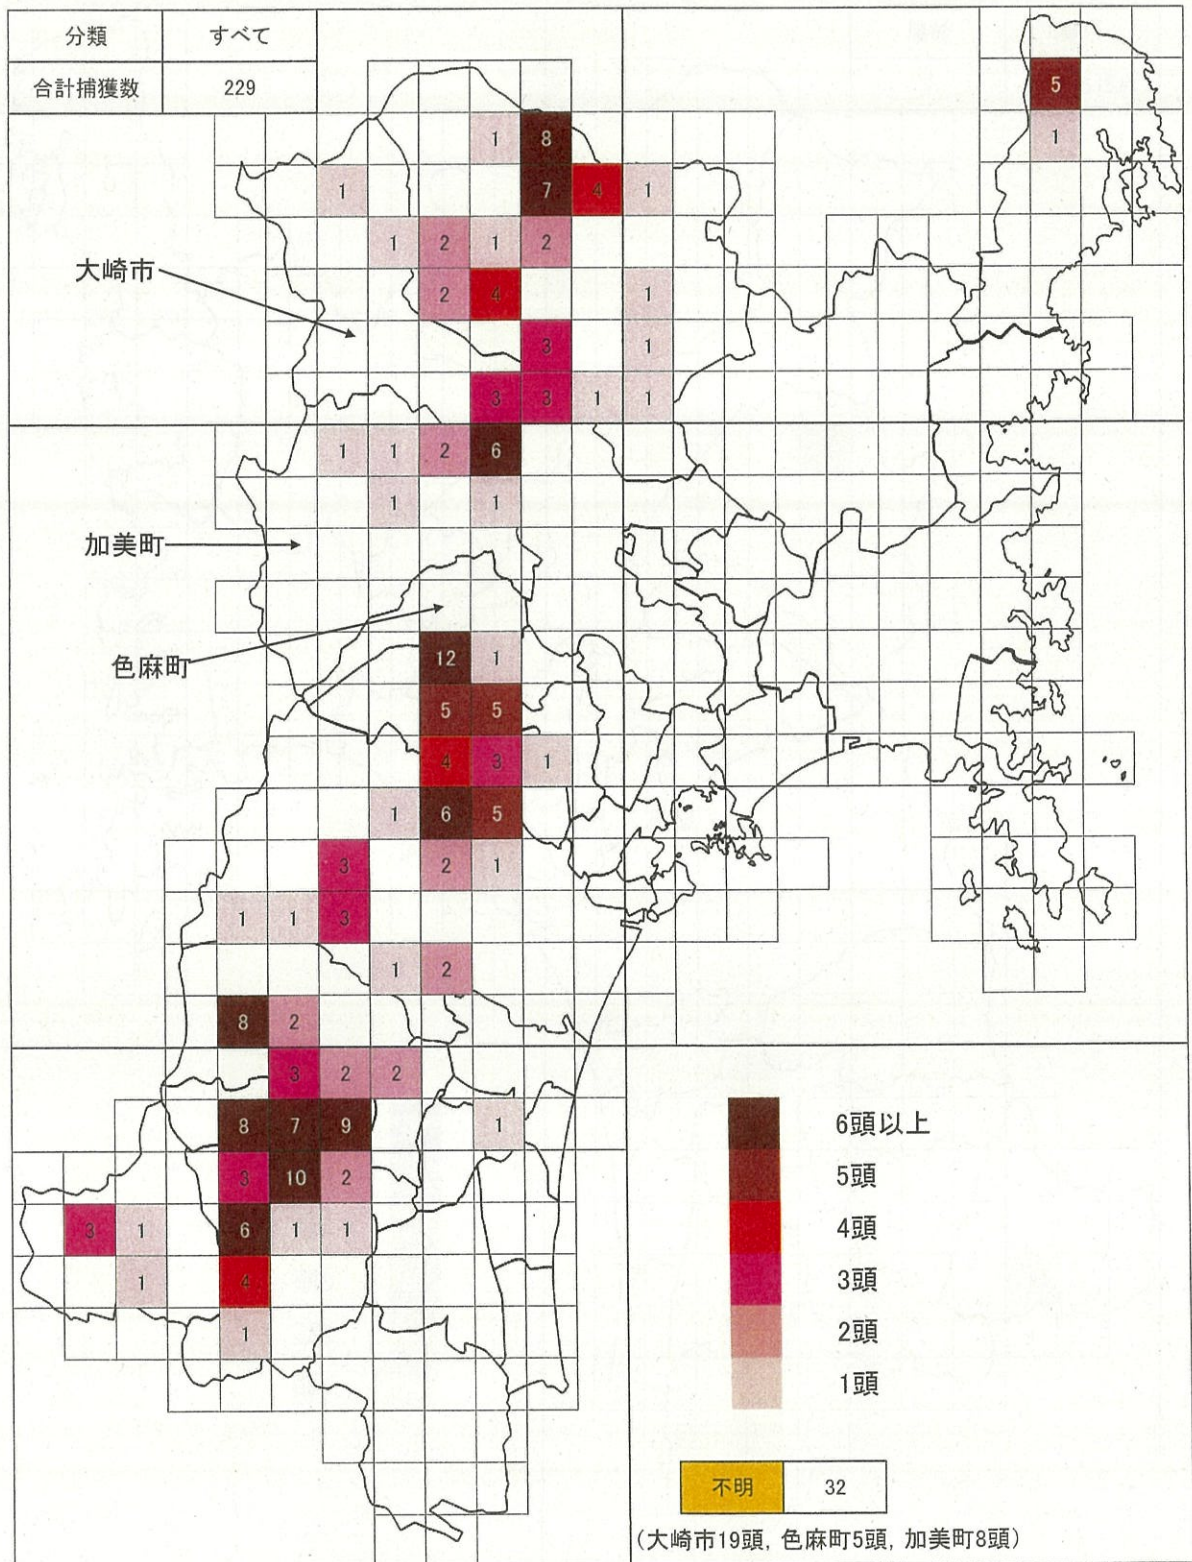 分類 すべて
合計捕獲数 229
5
1 8 1
1 7 4 1
1 2 1 2
大崎市
2 4 1
3 1
3 3 1 1
1 1 2 6
1 1
加美町
色麻町
12 1
5 5
4 3 1
1 6 5
3 2 1
1 1 3
1 2
8 2
3 2 2
8 7 9 1
6頭以上
3 10 2
5頭
3 1 6 1 1
4頭
1 4
3頭
1
2頭
1頭
不明 32
(大崎市19頭, 色麻町5頭, 加美町8頭)